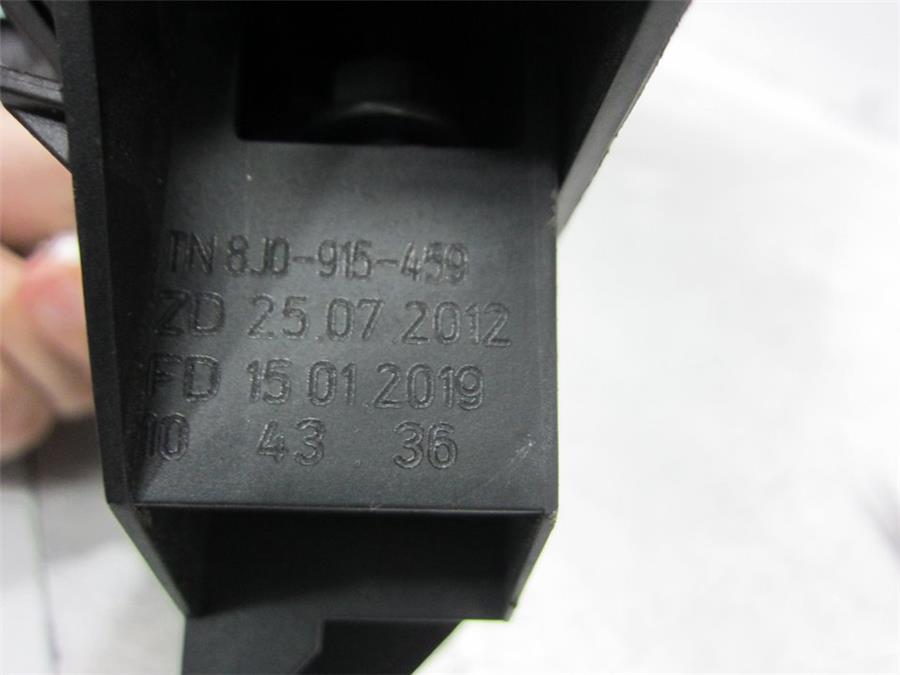 TN 8J0-915-459
ZD 25.07.2012
FD 15 01 2019
10 43 36